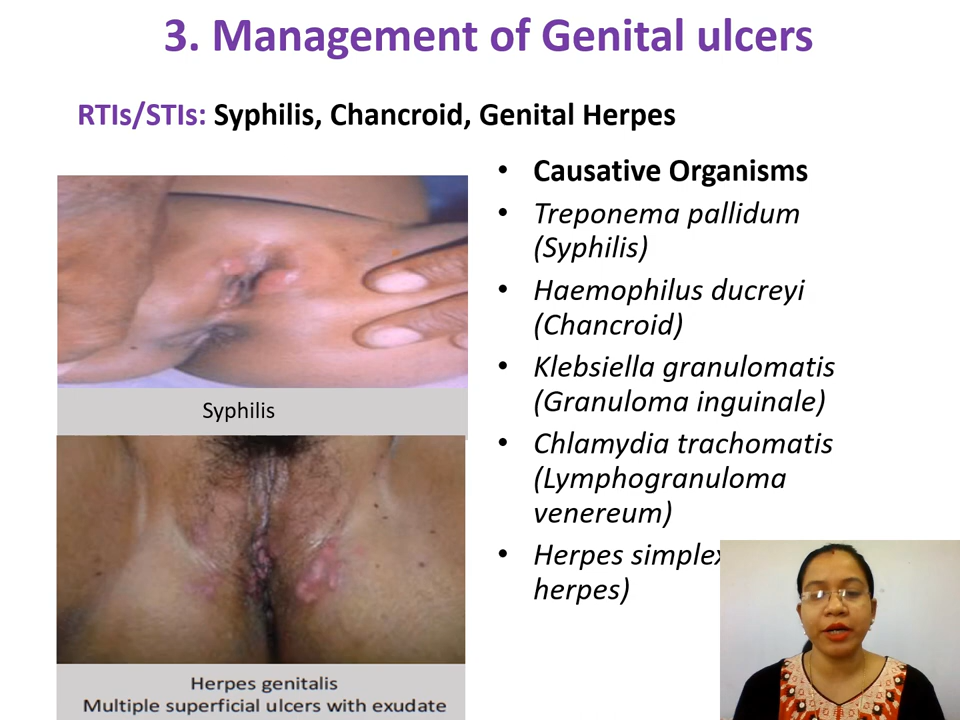 3. Management of Genital ulcers
RTIs/STIs: Syphilis, Chancroid, Genital Herpes
• Causative Organisms
• Treponema pallidum
(Syphilis)
• Haemophilus ducreyi
(Chancroid)
• Klebsiella granulomatis
(Granuloma inguinale)
• Chlamydia trachomatis
(Lymphogranuloma
venereum)
• Herpes simplex
herpes)
Syphilis
Herpes genitalis
Multiple superficial ulcers with exudate